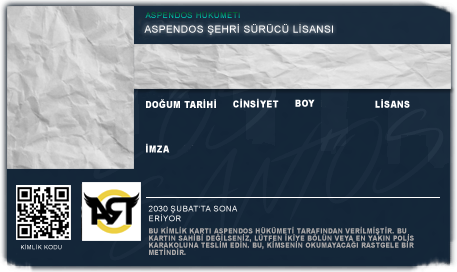 ASPENDOS HÜKÜMETİ
ASPENDOS ŞEHRİ SÜRÜCÜ LİSANSI
DOĞUM TARİHİ CİNSİYET BOY LİSANS
İMZA
AST
2030 ŞUBAT'TA SONA
ERİYOR
KİMLİK KODU
BU KİMLİK KARTI ASPENDOS HÜKÜMETİ TARAFINDAN VERİLMİŞTİR. BU
KARTIN SAHİBİ DEĞİLSENİZ, LÜTFEN İKİYE BÖLÜN VEYA EN YAKIN POLİS
KARAKOLUNA TESLİM EDİN. BU, KİMSENİN OKUMAYACAĞI RASTGELE BİR
METİNDİR.